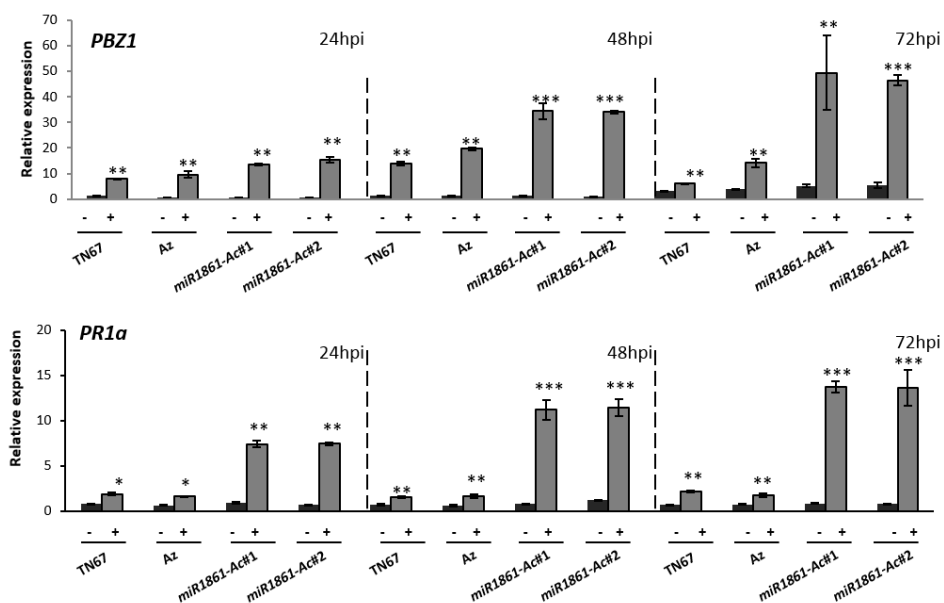 PBZ1
24hpi
48hpi
72hpi
Relative expression
70
60
50
40
30
20
10
0
** ** ** ** ** ** *** *** ** ** ** ***
- + - + - + - + - + - + - + - + - + - + - + - +
TN67 Az miR1861-Ac#1 miR1861-Ac#2 TN67 Az miR1861-Ac#1 miR1861-Ac#2 TN67 Az miR1861-Ac#1 miR1861-Ac#2
PR1a
24hpi
48hpi
72hpi
Relative expression
20
15
10
5
0
* * ** ** ** ** *** *** ** ** *** ***
- + - + - + - + - + - + - + - + - + - + - + - +
TN67 Az miR1861-Ac#1 miR1861-Ac#2 TN67 Az miR1861-Ac#1 miR1861-Ac#2 TN67 Az miR1861-Ac#1 miR1861-Ac#2